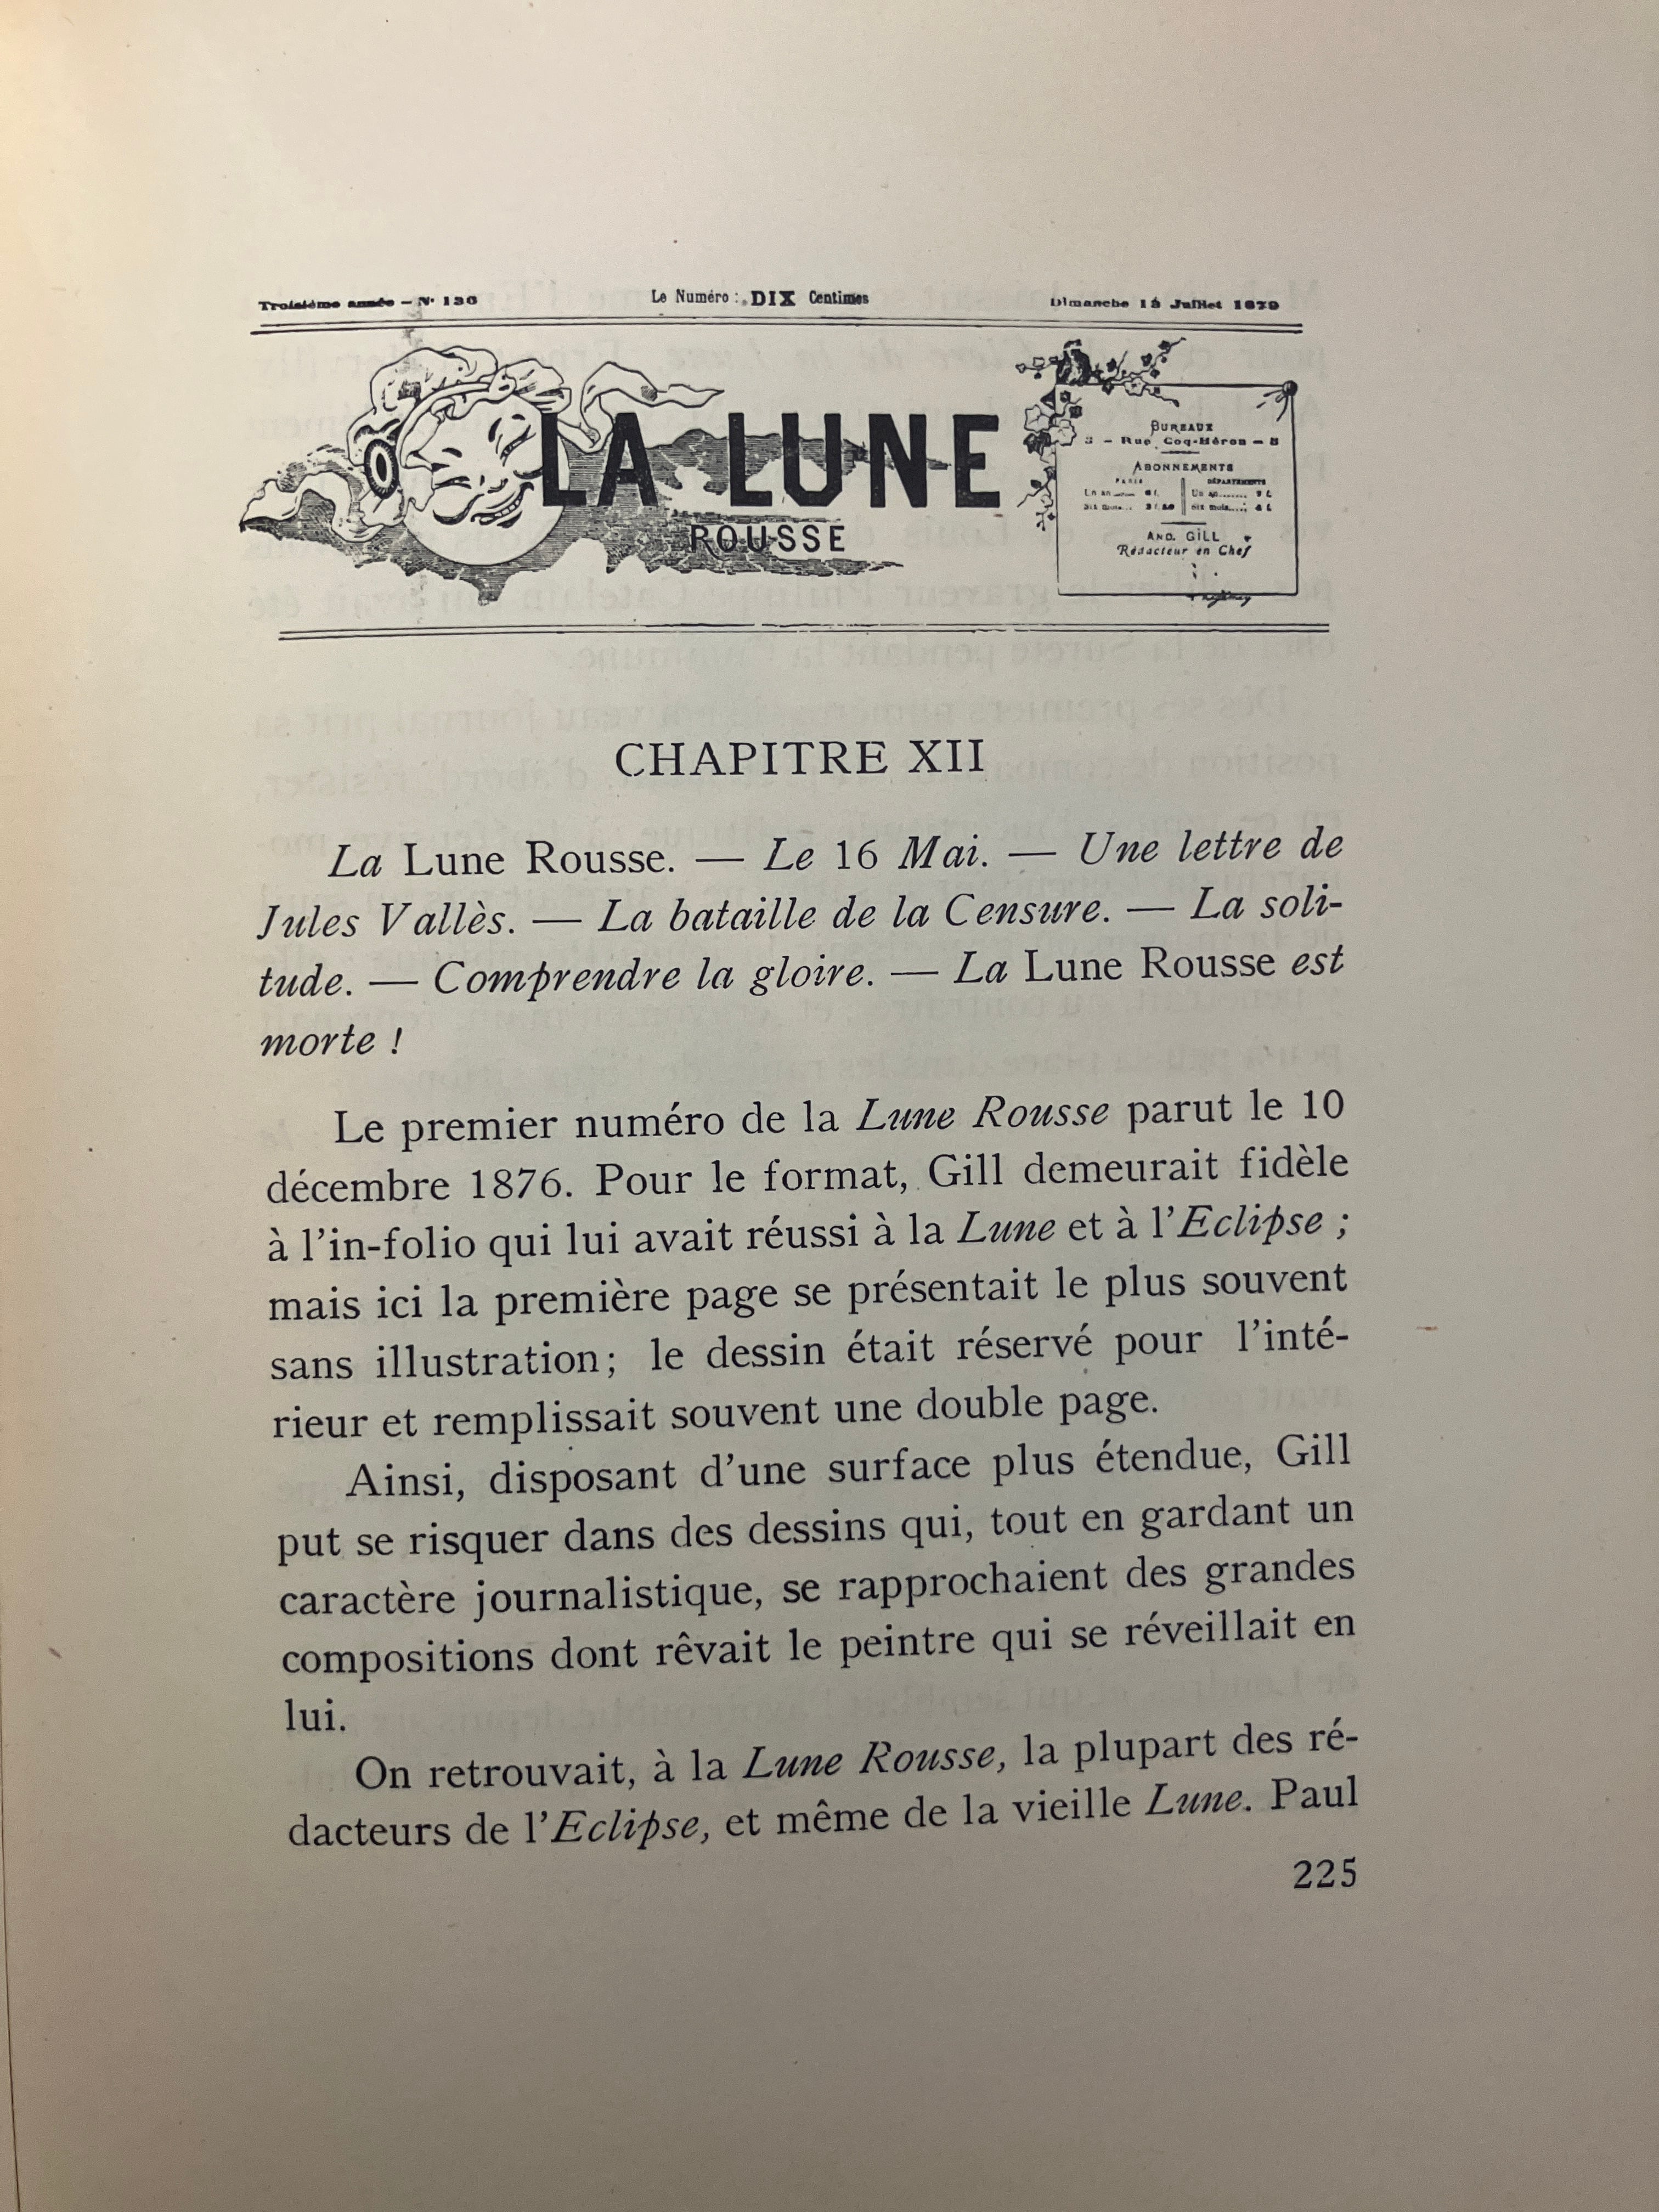 Troisième année – N° 136
Le Numéro : DIX Centimes
Dimanche 13 Juillet 1879
LA LUNE
ROUSSE
BUREAUX
– Rue Coq-Héron –
ABONNEMENTS
PARIS
DÉPARTEMENTS
Un an
Un an
Six mois
AND. GILL
Rédacteur en Chef
CHAPITRE XII
La Lune Rousse. — Le 16 Mai. — Une lettre de
Jules Vallès. — La bataille de la Censure. — La soli-
tude. — Comprendre la gloire. — La Lune Rousse est
morte !
Le premier numéro de la Lune Rousse parut le 10
décembre 1876. Pour le format, Gill demeurait fidèle
à l'in-folio qui lui avait réussi à la Lune et à l'Eclipse ;
mais ici la première page se présentait le plus souvent
sans illustration; le dessin était réservé pour l'inté-
rieur et remplissait souvent une double page.
Ainsi, disposant d'une surface plus étendue, Gill
put se risquer dans des dessins qui, tout en gardant un
caractère journalistique, se rapprochaient des grandes
compositions dont rêvait le peintre qui se réveillait en
lui.
On retrouvait, à la Lune Rousse, la plupart des ré-
dacteurs de l'Eclipse, et même de la vieille Lune. Paul
225